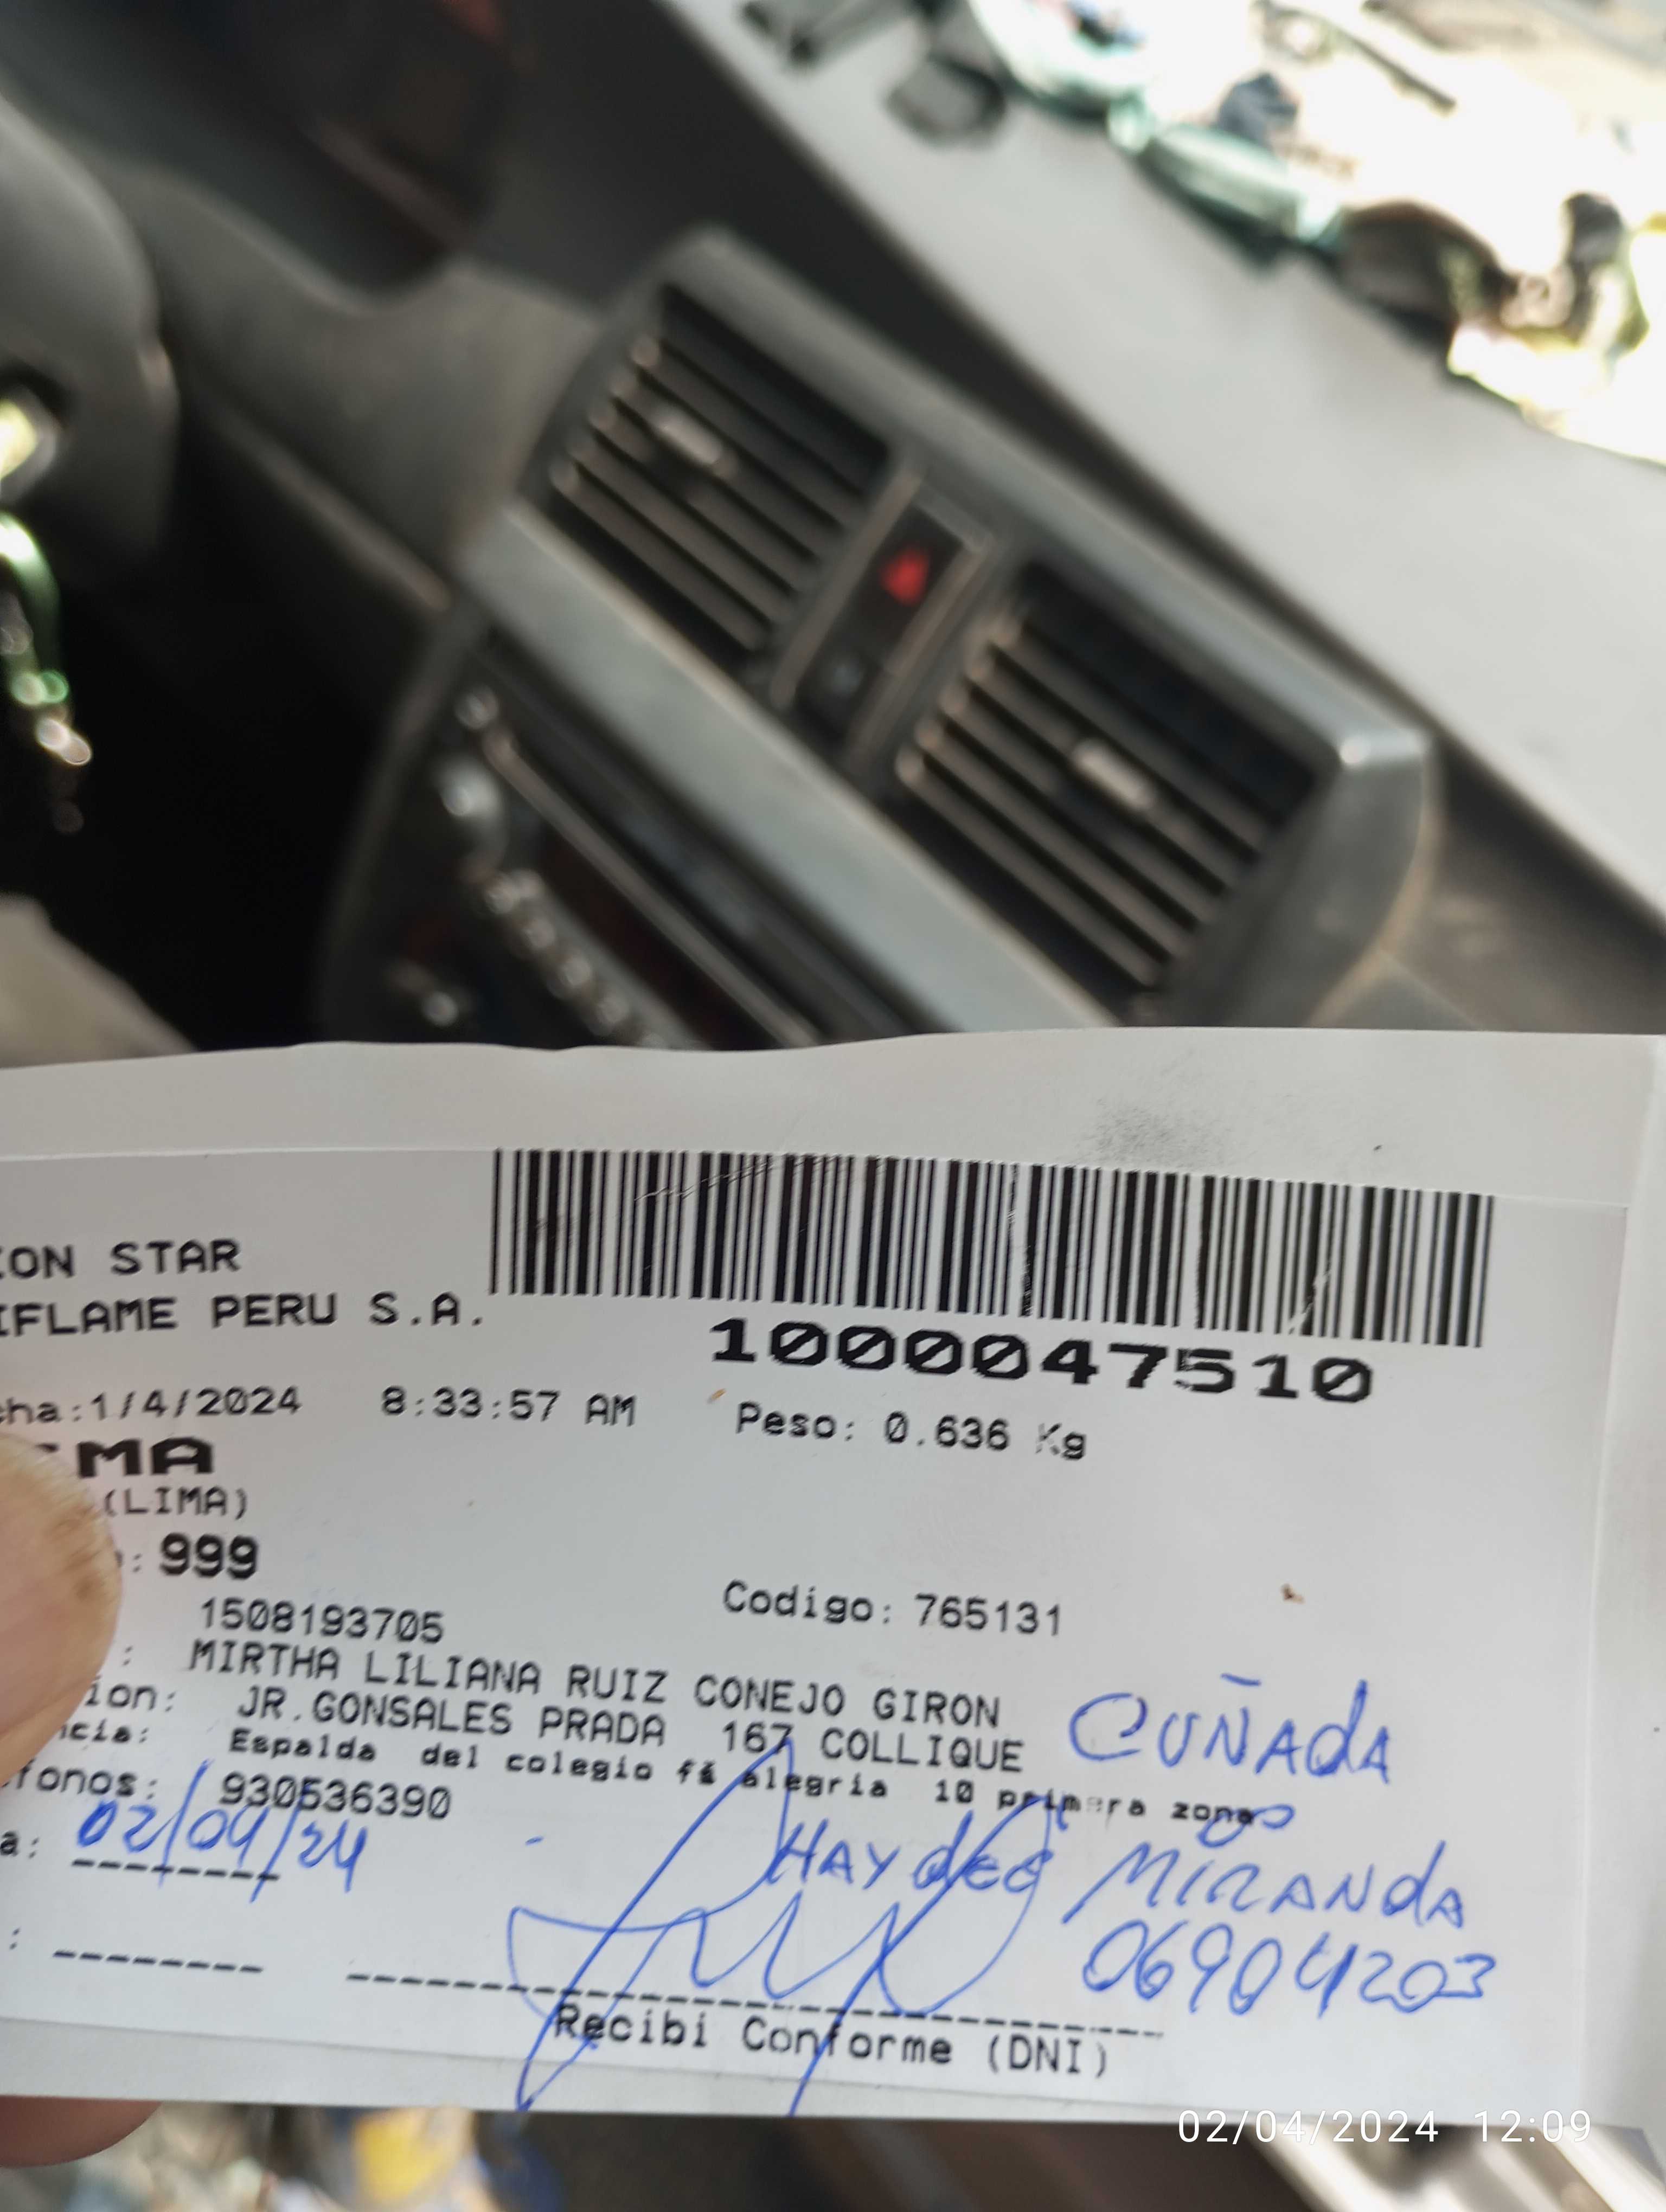 ION STAR
IFLAME PERU S.A.
1000047510
cha:1/4/2024 8:33:57 AM Peso: 0.636 Kg
IMA
(LIMA)
: 999
1508193705 Codigo: 765131
: MIRTHA LILIANA RUIZ CONEJO GIRON
ion: JR.GONSALES PRADA 167 COLLIQUE CUÑADA
ncia: Espalda del colegio fé alegria 10 primera zona
fonos: 930536390
a: 02/04/24 HAYdeé MIRANDA
06904203
Recibi Conforme (DNI)
02/04/2024 12:09